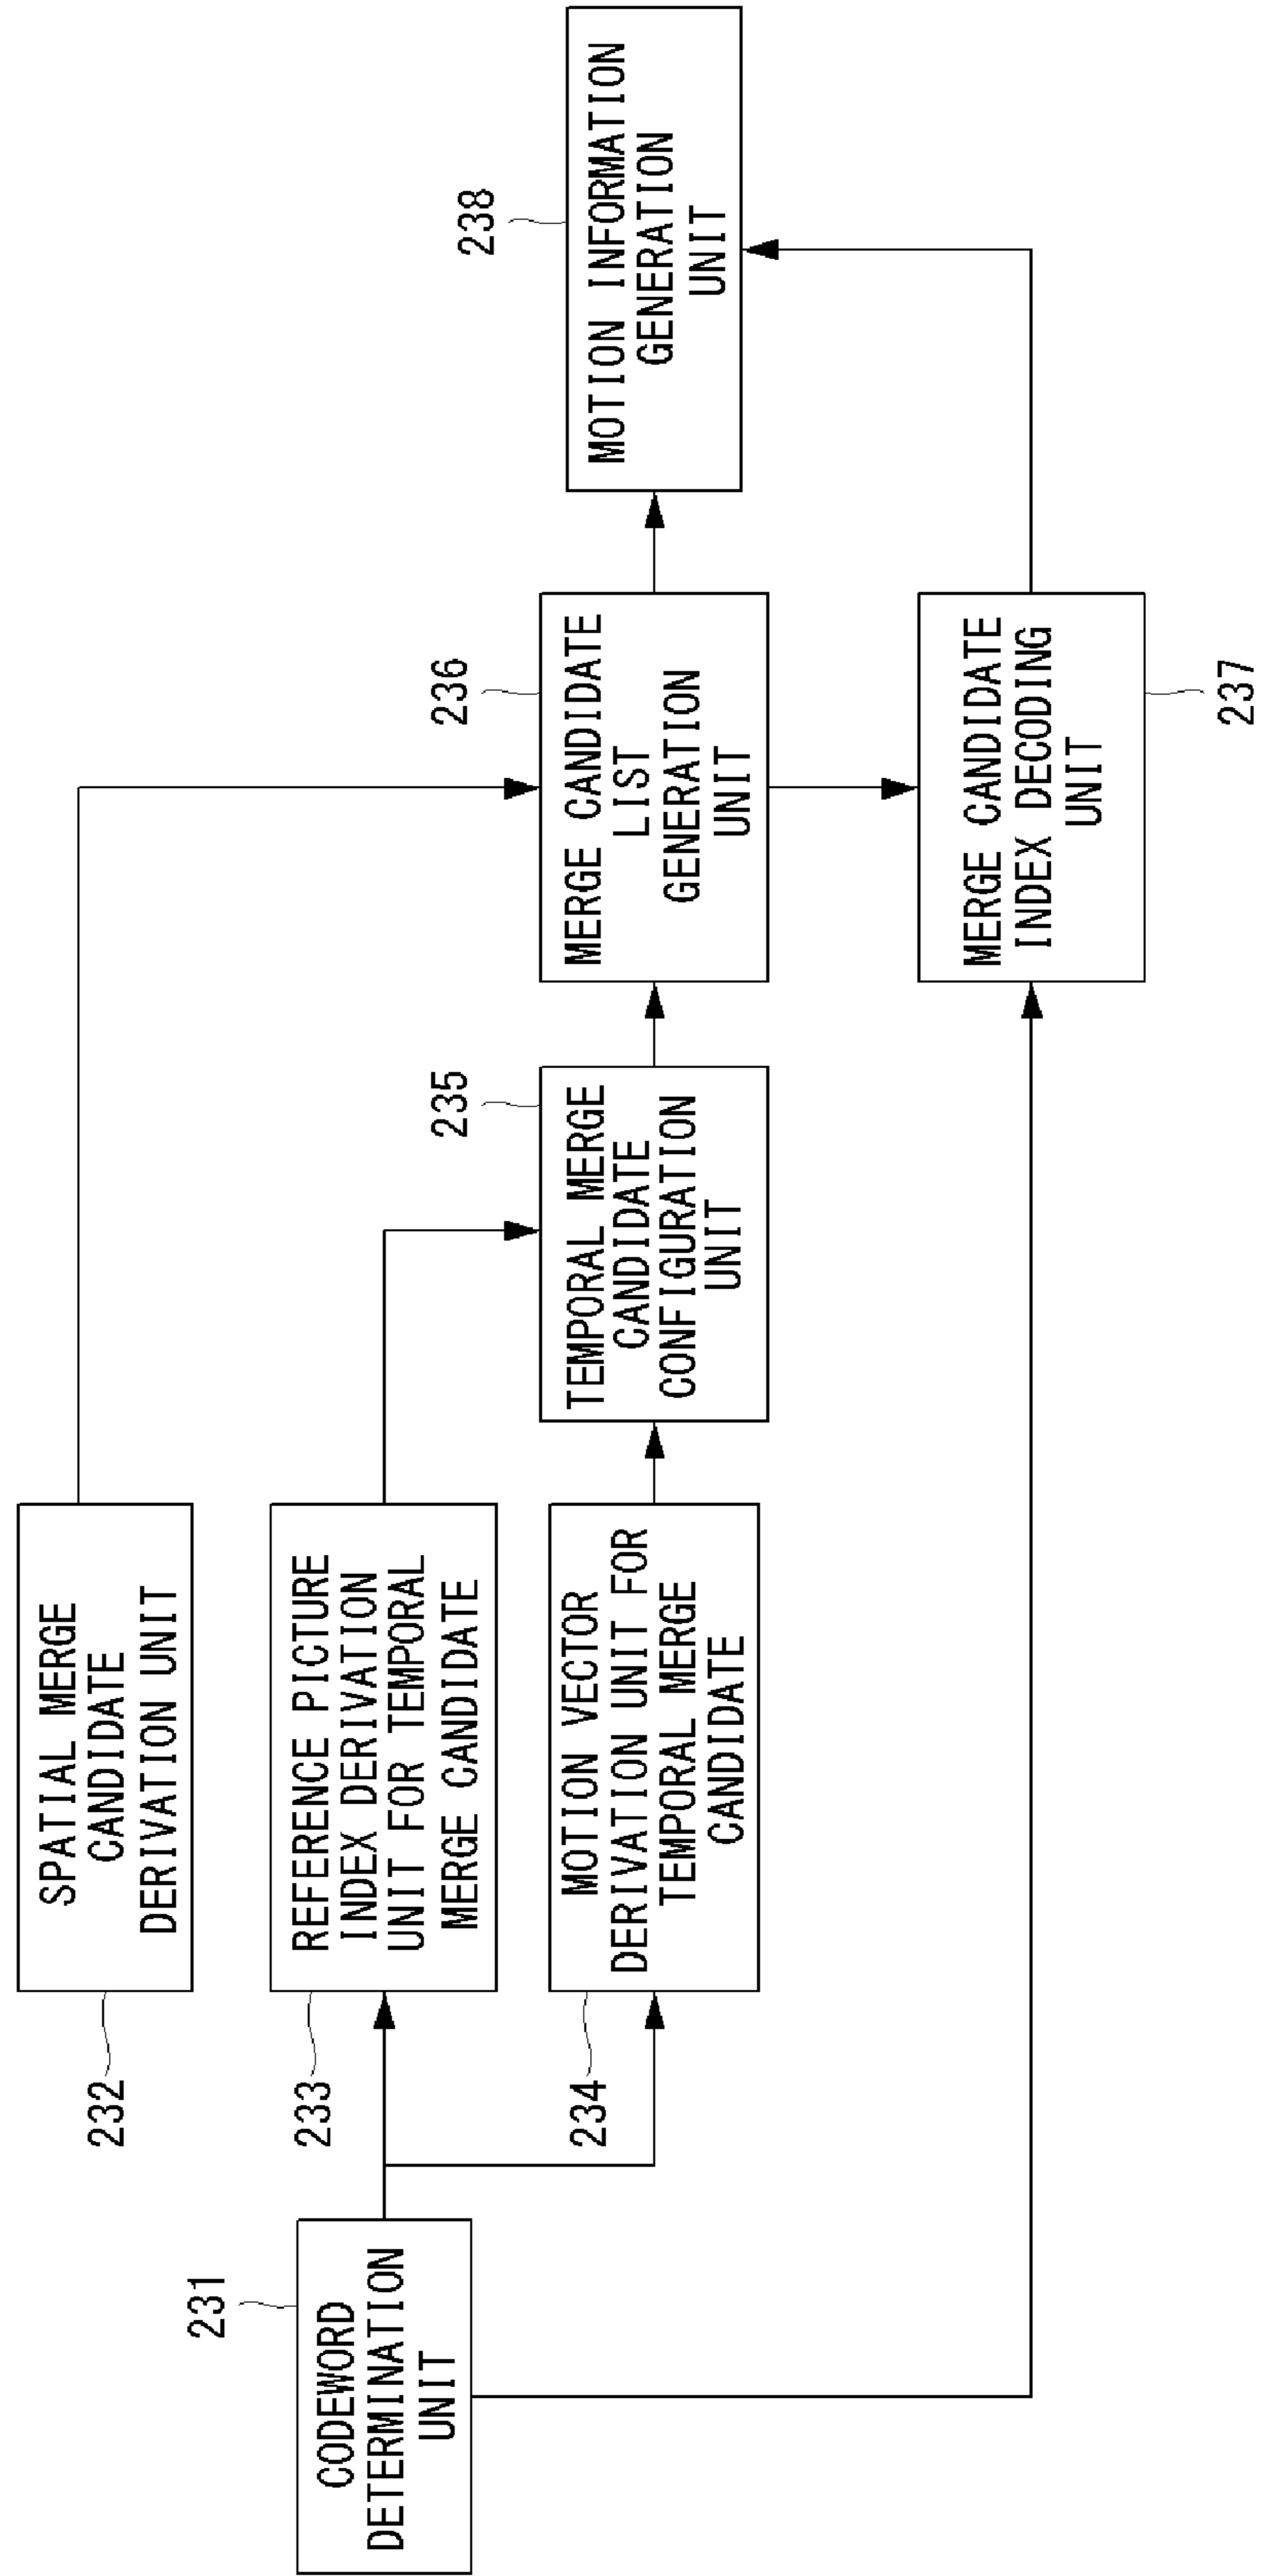 232
SPATIAL MERGE
CANDIDATE
DERIVATION UNIT
231
CODEWORD
DETERMINATION
UNIT
233
REFERENCE PICTURE
INDEX DERIVATION
UNIT FOR TEMPORAL
MERGE CANDIDATE
234
MOTION VECTOR
DERIVATION UNIT FOR
TEMPORAL MERGE
CANDIDATE
235
TEMPORAL MERGE
CANDIDATE
CONFIGURATION
UNIT
236
MERGE CANDIDATE
LIST
GENERATION
UNIT
238
MOTION INFORMATION
GENERATION
UNIT
MERGE CANDIDATE
INDEX DECODING
UNIT
237